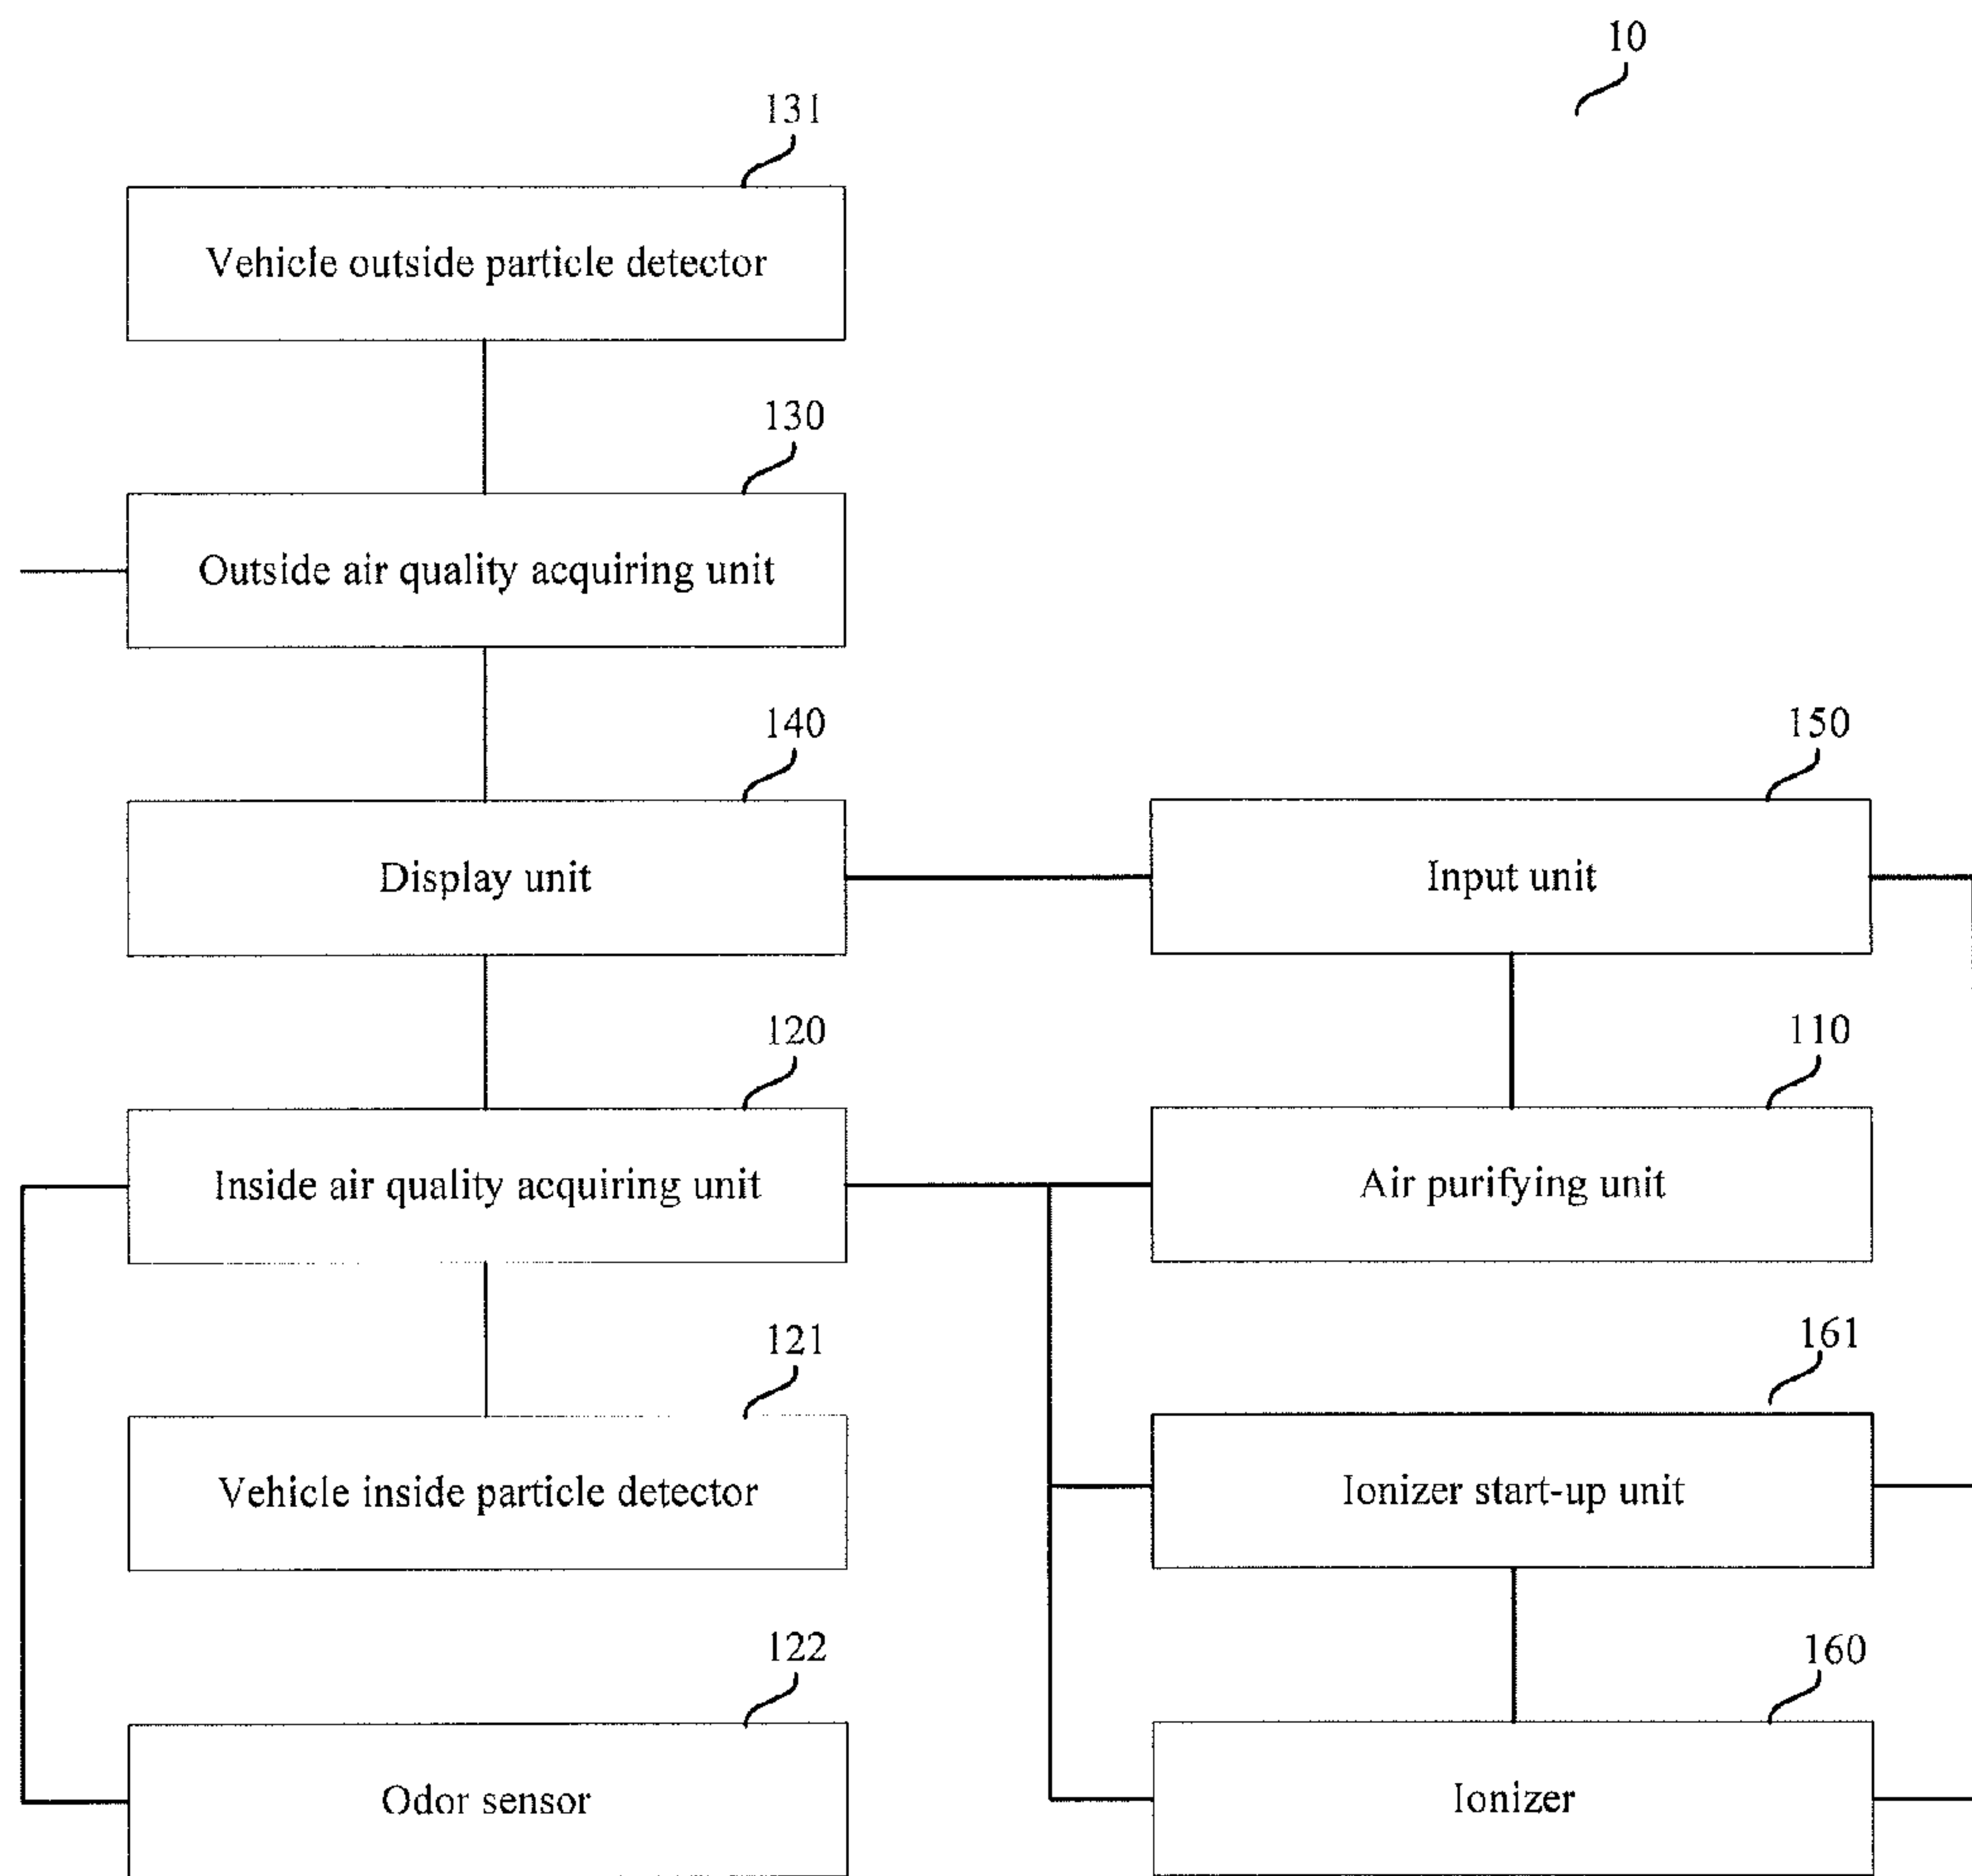 10
131
Vehicle outside particle detector
130
Outside air quality acquiring unit
140
Display unit
150
Input unit
120
Inside air quality acquiring unit
110
Air purifying unit
121
Vehicle inside particle detector
161
Ionizer start-up unit
122
Odor sensor
160
Ionizer